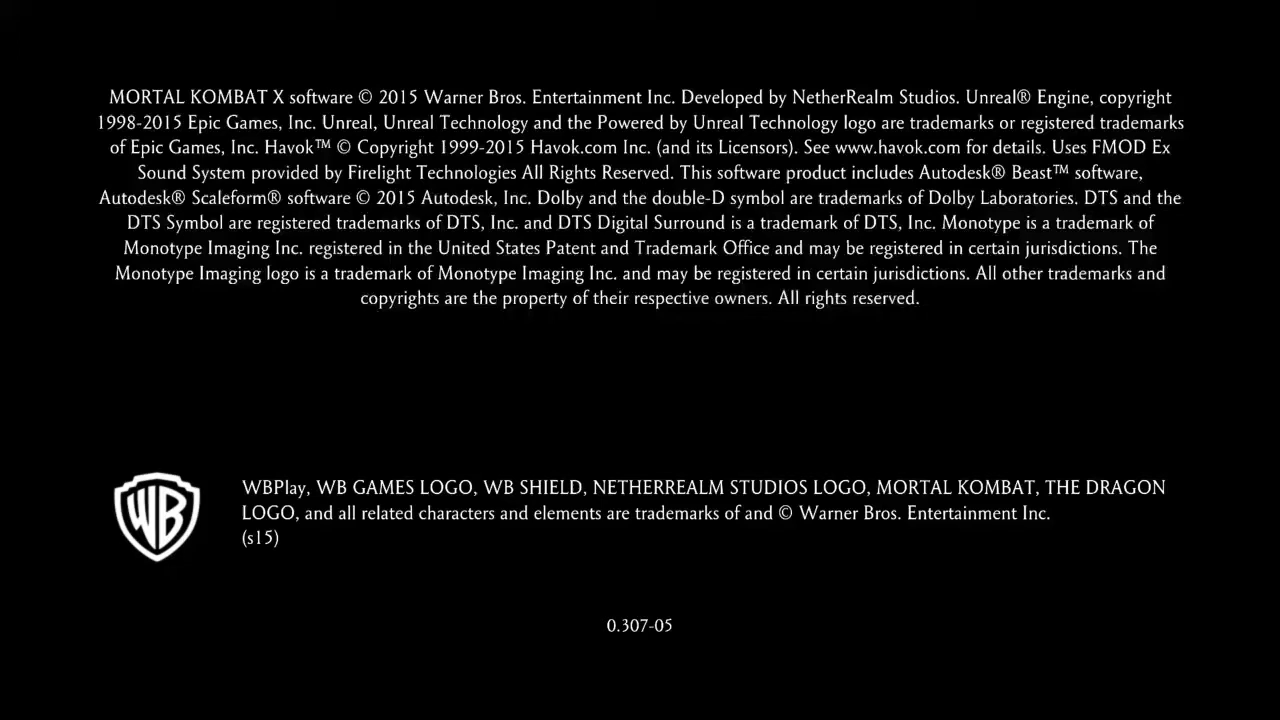 MORTAL KOMBAT X software © 2015 Warner Bros. Entertainment Inc. Developed by NetherRealm Studios. Unreal® Engine, copyright
1998-2015 Epic Games, Inc. Unreal, Unreal Technology and the Powered by Unreal Technology logo are trademarks or registered trademarks
of Epic Games, Inc. Havok™ © Copyright 1999-2015 Havok.com Inc. (and its Licensors). See www.havok.com for details. Uses FMOD Ex
Sound System provided by Firelight Technologies All Rights Reserved. This software product includes Autodesk® Beast™ software,
Autodesk® Scaleform® software © 2015 Autodesk, Inc. Dolby and the double-D symbol are trademarks of Dolby Laboratories. DTS and the
DTS Symbol are registered trademarks of DTS, Inc. and DTS Digital Surround is a trademark of DTS, Inc. Monotype is a trademark of
Monotype Imaging Inc. registered in the United States Patent and Trademark Office and may be registered in certain jurisdictions. The
Monotype Imaging logo is a trademark of Monotype Imaging Inc. and may be registered in certain jurisdictions. All other trademarks and
copyrights are the property of their respective owners. All rights reserved.
WB
WBPlay, WB GAMES LOGO, WB SHIELD, NETHERREALM STUDIOS LOGO, MORTAL KOMBAT, THE DRAGON
LOGO, and all related characters and elements are trademarks of and © Warner Bros. Entertainment Inc.
(s15)
0.307-05